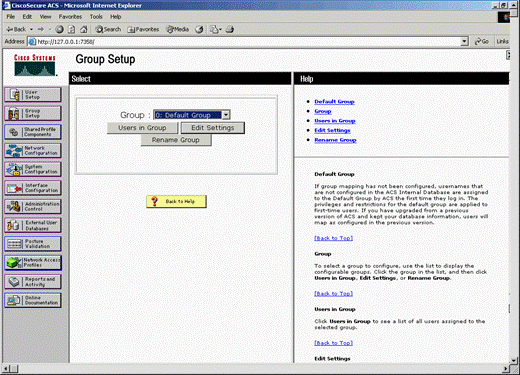 CiscoSecure ACS - Microsoft Internet Explorer
File Edit View Favorites Tools Help
Back Search Favorites Media
Address http://127.0.0.1:7358/ Go Links
CISCO SYSTEMS
Group Setup
Select
Help
User Setup
Group Setup
Shared Profile Components
Network Configuration
System Configuration
Interface Configuration
Administration Control
External User Databases
Posture Validation
Network Access Profiles
Reports and Activity
Online Documentation
Group : 0: Default Group
Users in Group Edit Settings
Rename Group
? Back to Help
Default Group
Group
Users in Group
Edit Settings
Rename Group
Default Group
If group mapping has not been configured, usernames that
are not configured in the ACS Internal Database are assigned
to the Default Group by ACS the first time they log in. The
privileges and restrictions for the default group are applied to
first-time users. If you have upgraded from a previous
version of ACS and kept your database information, users will
map as configured in the previous version.
[Back to Top]
Group
To select a group to configure, use the list to display the
configurable groups. Click the group in the list, and then click
Users in Group, Edit Settings, or Rename Group.
[Back to Top]
Users in Group
Click Users in Group to see a list of all users assigned to the
selected group.
[Back to Top]
Edit Settings